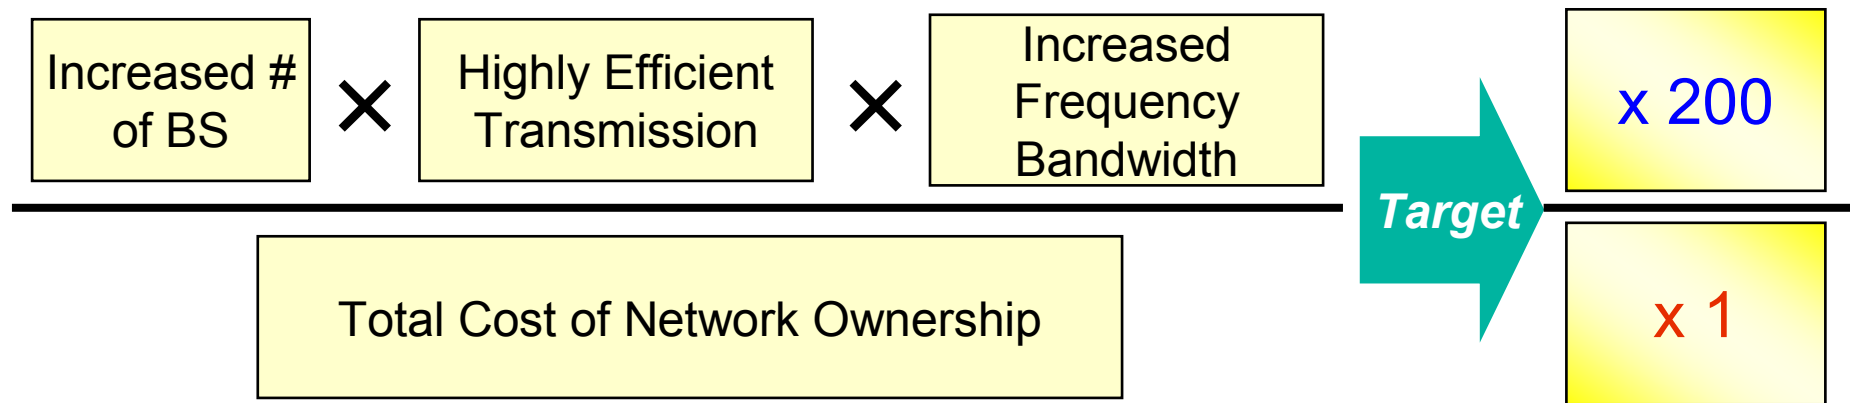 Increased #
of BS
×
Highly Efficient
Transmission
×
Increased
Frequency
Bandwidth
Total Cost of Network Ownership
Target
x 200
x 1